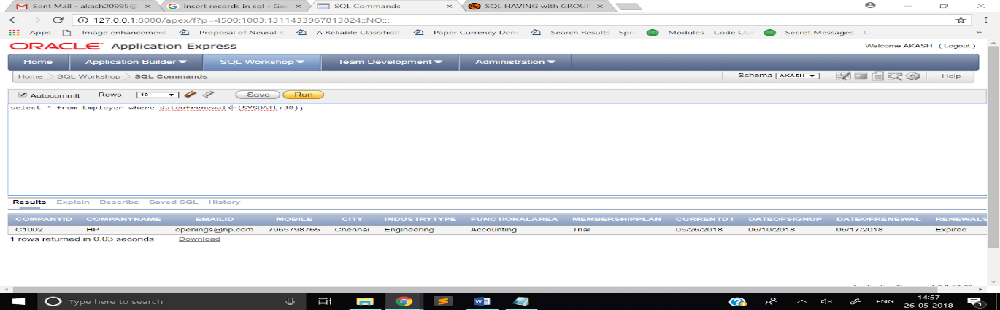 Sent Mail - akash20995@
insert records in sql - Goo
SQL Commands
SQL HAVING with GROUP
127.0.0.1:8080/apex/f?p=4500:1003:1311433967813824::NO:::
Apps Image enhancement Proposal of Neural R A Reliable Classificati Paper Currency Deno Search Results - Spri Modules – Code Clu Secret Messages – C »
ORACLE Application Express
Welcome AKASH ( Logout )
Home Application Builder SQL Workshop Team Development Administration
Home > SQL Workshop > SQL Commands
Schema AKASH Help
Autocommit Rows 10 Save Run
select * from Employer where dateofrenewal<=(SYSDATE+30);
Results Explain Describe Saved SQL History
COMPANYID COMPANYNAME EMAILID MOBILE CITY INDUSTRYTYPE FUNCTIONALAREA MEMBERSHIPPLAN CURRENTDT DATEOFSIGNUP DATEOFRENEWAL RENEWALS
C1002 HP openings@hp.com 7965798765 Chennai Engineering Accounting Trial 05/26/2018 06/10/2018 06/17/2018 Expired
1 rows returned in 0.03 seconds Download
Type here to search
ENG
14:57
26-05-2018
1